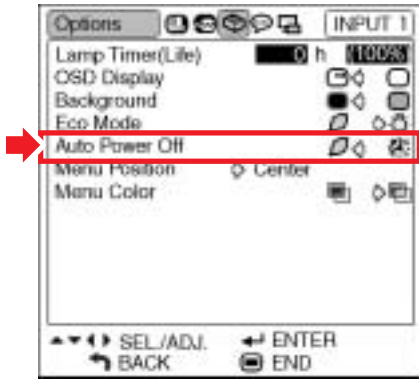 Options INPUT 1
Lamp Timer(Life) 0 h (100%)
OSD Display
Background
Eco Mode
Auto Power Off
Menu Position Center
Menu Color
SEL./ADJ. ENTER
BACK END